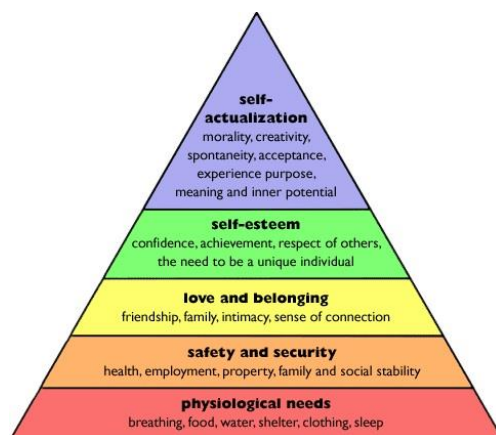 self-
actualization
morality, creativity,
spontaneity, acceptance,
experience purpose,
meaning and inner potential
self-esteem
confidence, achievement, respect of others,
the need to be a unique individual
love and belonging
friendship, family, intimacy, sense of connection
safety and security
health, employment, property, family and social stability
physiological needs
breathing, food, water, shelter, clothing, sleep